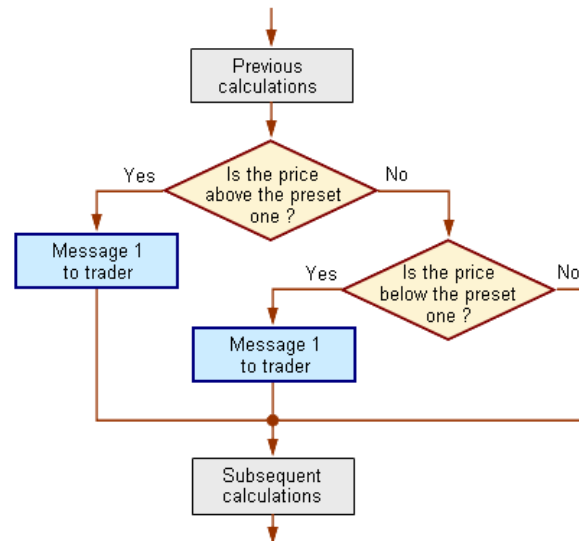 Previous
calculations
Yes
Is the price
above the preset
one ?
No
Message 1
to trader
Yes
Is the price
below the preset
one ?
No
Message 1
to trader
Subsequent
calculations